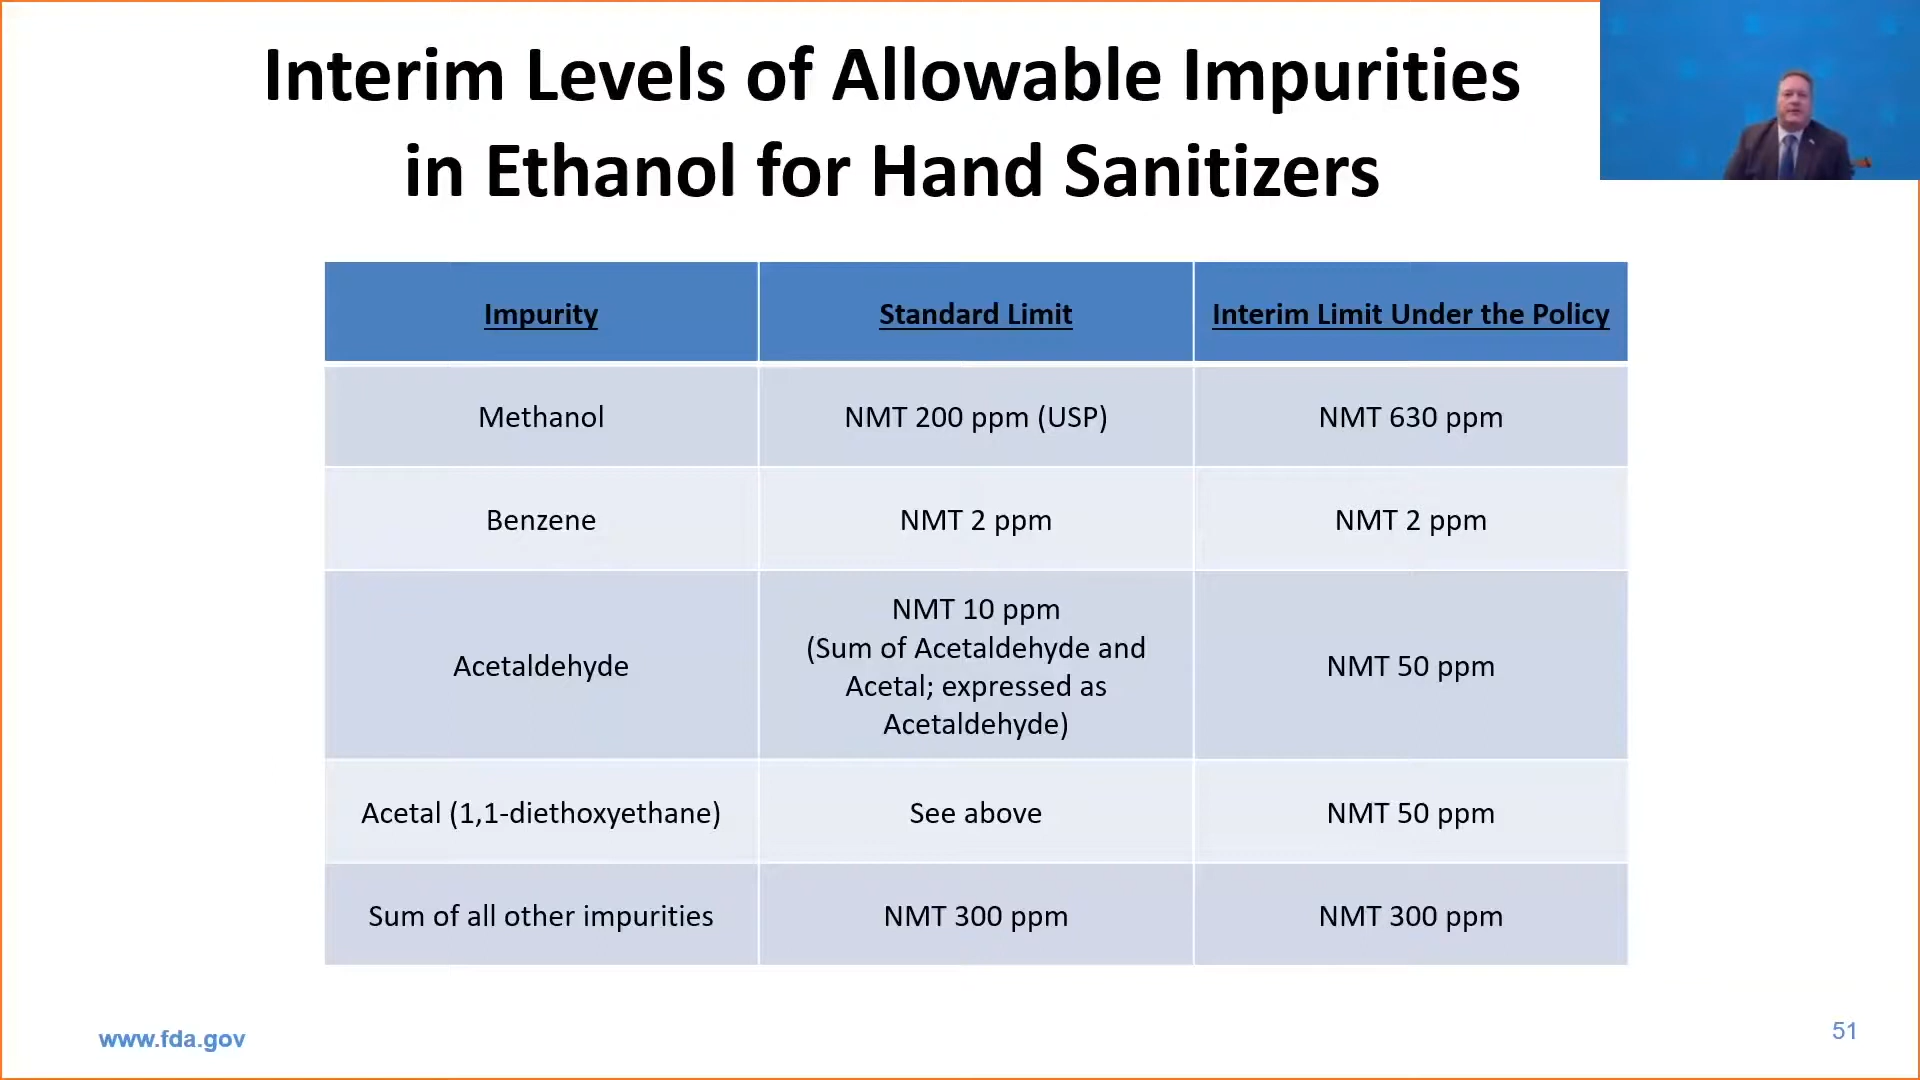 Interim Levels of Allowable Impurities
in Ethanol for Hand Sanitizers
Impurity
Standard Limit
Interim Limit Under the Policy
Methanol
NMT 200 ppm (USP)
NMT 630 ppm
Benzene
NMT 2 ppm
NMT 2 ppm
Acetaldehyde
NMT 10 ppm
(Sum of Acetaldehyde and
Acetal; expressed as
Acetaldehyde)
NMT 50 ppm
Acetal (1,1-diethoxyethane)
See above
NMT 50 ppm
Sum of all other impurities
NMT 300 ppm
NMT 300 ppm
www.fda.gov
51